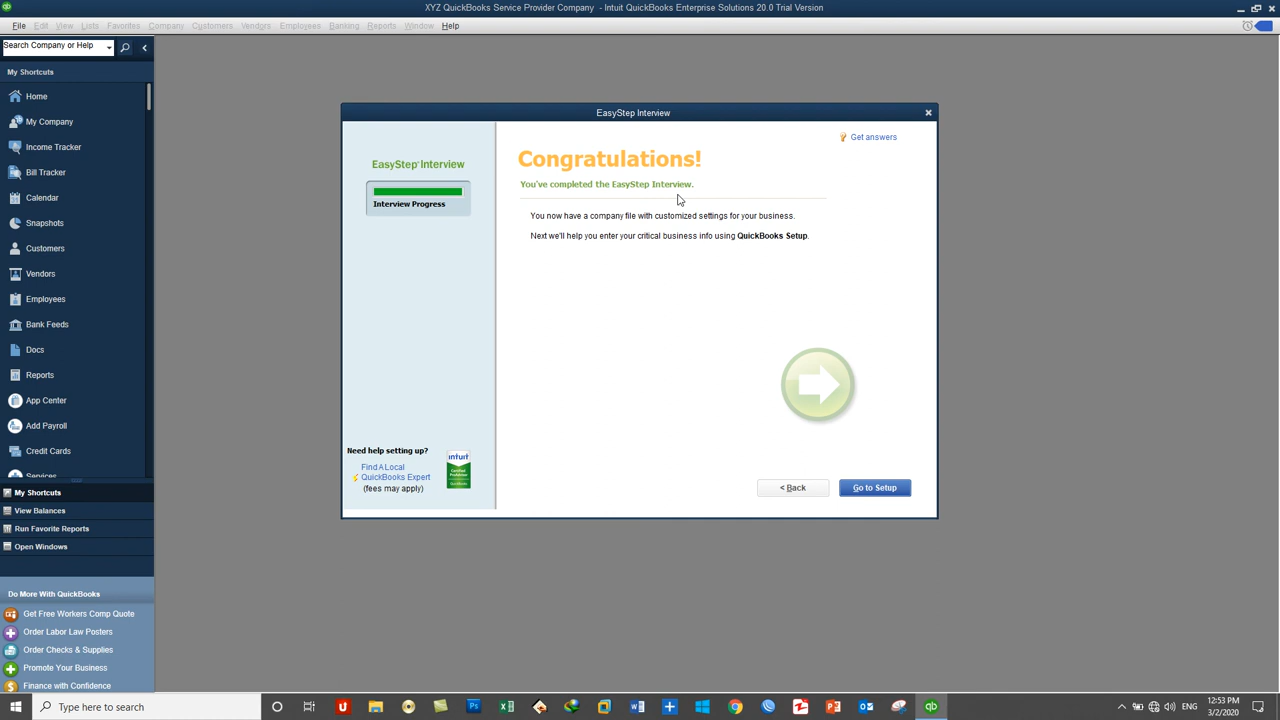 XYZ QuickBooks Service Provider Company - Intuit QuickBooks Enterprise Solutions 20.0 Trial Version
File Edit View Lists Favorites Company Customers Vendors Employees Banking Reports Window Help
Search Company or Help
My Shortcuts
Home
My Company
Income Tracker
Bill Tracker
Calendar
Snapshots
Customers
Vendors
Employees
Bank Feeds
Docs
Reports
App Center
Add Payroll
Credit Cards
Services
My Shortcuts
View Balances
Run Favorite Reports
Open Windows
Do More With QuickBooks
Get Free Workers Comp Quote
Order Labor Law Posters
Order Checks & Supplies
Promote Your Business
Finance with Confidence
EasyStep Interview
EasyStep Interview
Interview Progress
Need help setting up?
Find A Local
QuickBooks Expert
(fees may apply)
intuit
Get answers
Congratulations!
You've completed the EasyStep Interview.
You now have a company file with customized settings for your business.
Next we'll help you enter your critical business info using QuickBooks Setup.
< Back
Go to Setup
Type here to search
12:53 PM
3/2/2020